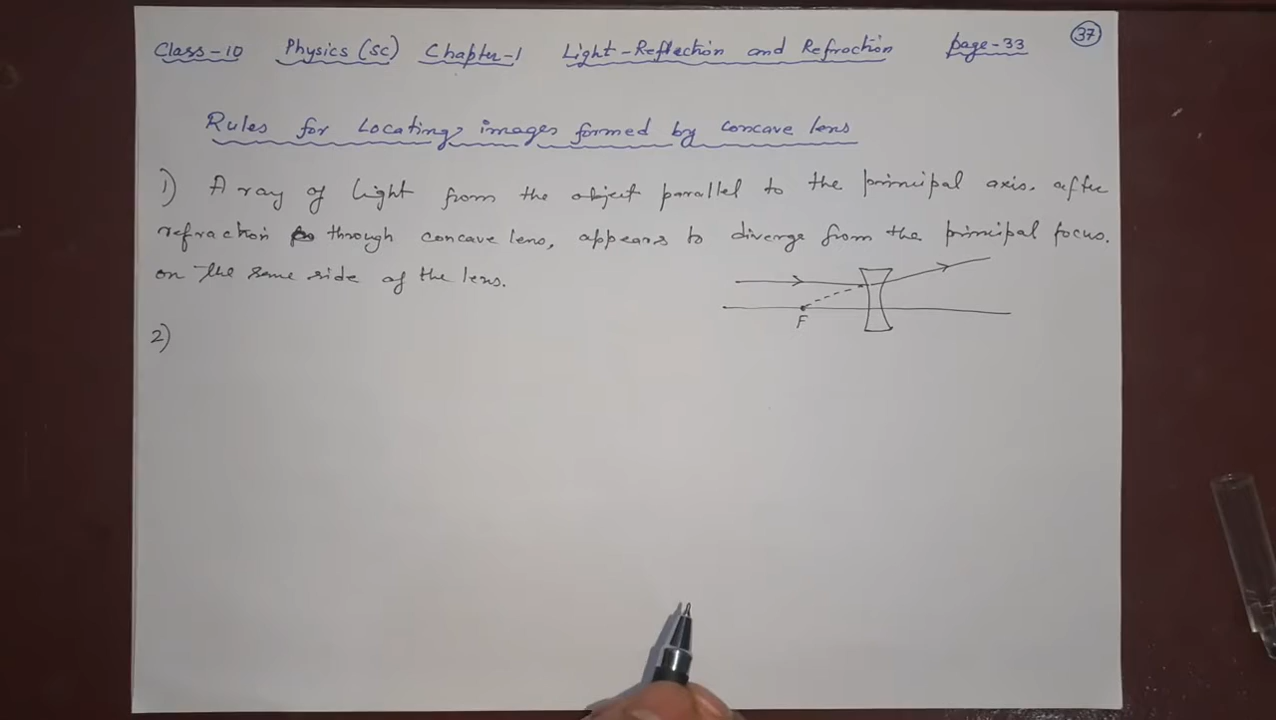 Class-10 Physics (sc) Chapter-1 Light-Reflection and Refraction page-33 37
Rules for Locating images formed by concave lens
1) A ray of light from the object parallel to the principal axis. after
refraction through concave lens, appears to diverge from the principal focus.
on the same side of the lens.
F
2)